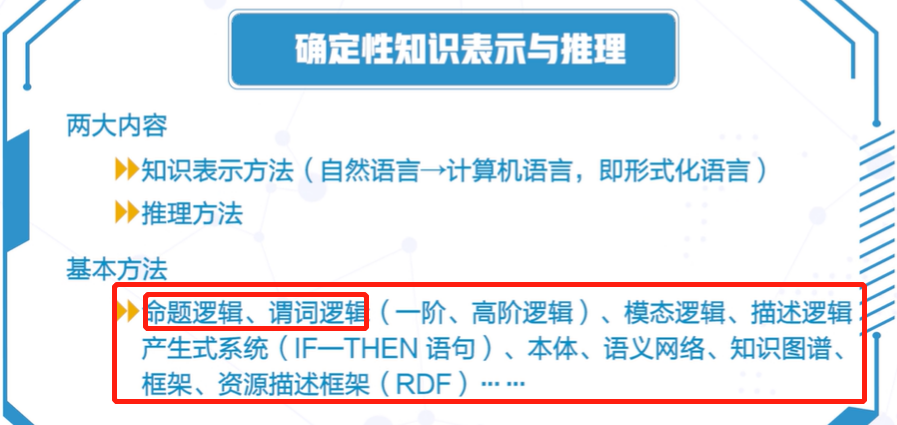 确定性知识表示与推理
两大内容
知识表示方法（自然语言→计算机语言，即形式化语言）
推理方法
基本方法
命题逻辑、谓词逻辑（一阶、高阶逻辑）、模态逻辑、描述逻辑
产生式系统（IF—THEN 语句）、本体、语义网络、知识图谱、
框架、资源描述框架（RDF）……